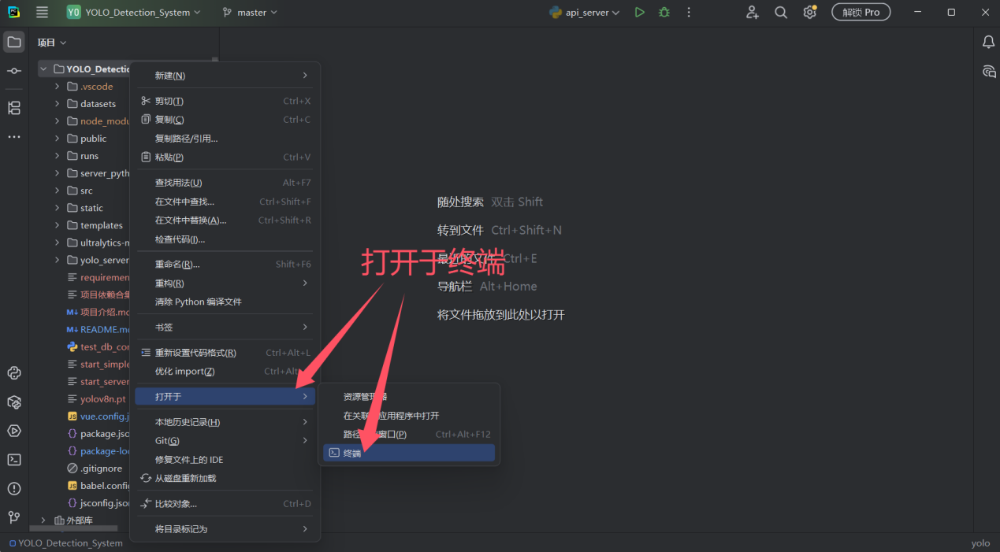 YO YOLO_Detection_System
master
api_server
解锁 Pro
项目
YOLO_Detectio
.vscode
datasets
node_modu
public
runs
server_pyth
src
static
templates
ultralytics-m
yolo_server
requiremen
项目依赖合集
项目介绍.md
README.md
test_db_con
start_simple
start_server
yolov8n.pt
vue.config.j
package.jso
package-loc
.gitignore
babel.config
jsconfig.json
外部库
新建(N)
剪切(T) Ctrl+X
复制(C) Ctrl+C
复制路径/引用...
粘贴(P) Ctrl+V
查找用法(U) Alt+F7
在文件中查找... Ctrl+Shift+F
在文件中替换(A)... Ctrl+Shift+R
检查代码(I)...
重命名(R)... Shift+F6
重构(R)
清除 Python 编译文件
书签
重新设置代码格式(R) Ctrl+Alt+L
优化 import(Z) Ctrl+Alt
打开于
本地历史记录(H)
Git(G)
修复文件上的 IDE
从磁盘重新加载
比较对象... Ctrl+D
将目录标记为
资源管理器
在关联 应用程序中打开
路径 窗口(P) Ctrl+Alt+F12
终端
随处搜索 双击 Shift
转到文件 Ctrl+Shift+N
最近的文件 Ctrl+E
导航栏 Alt+Home
将文件拖放到此处以打开
打开于终端
YOLO_Detection_System
yolo